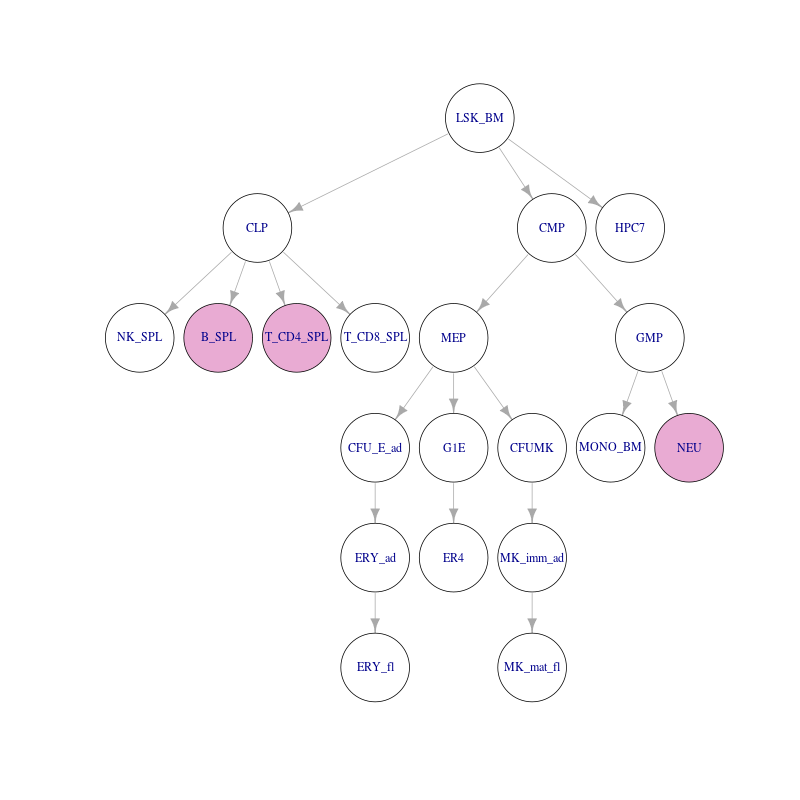 LSK_BM
CLP
CMP
HPC7
NK_SPL
B_SPL
T_CD4_SPL
T_CD8_SPL
MEP
GMP
CFU_E_ad
G1E
CFUMK
MONO_BM
NEU
ERY_ad
ER4
MK_imm_ad
ERY_fl
MK_mat_fl